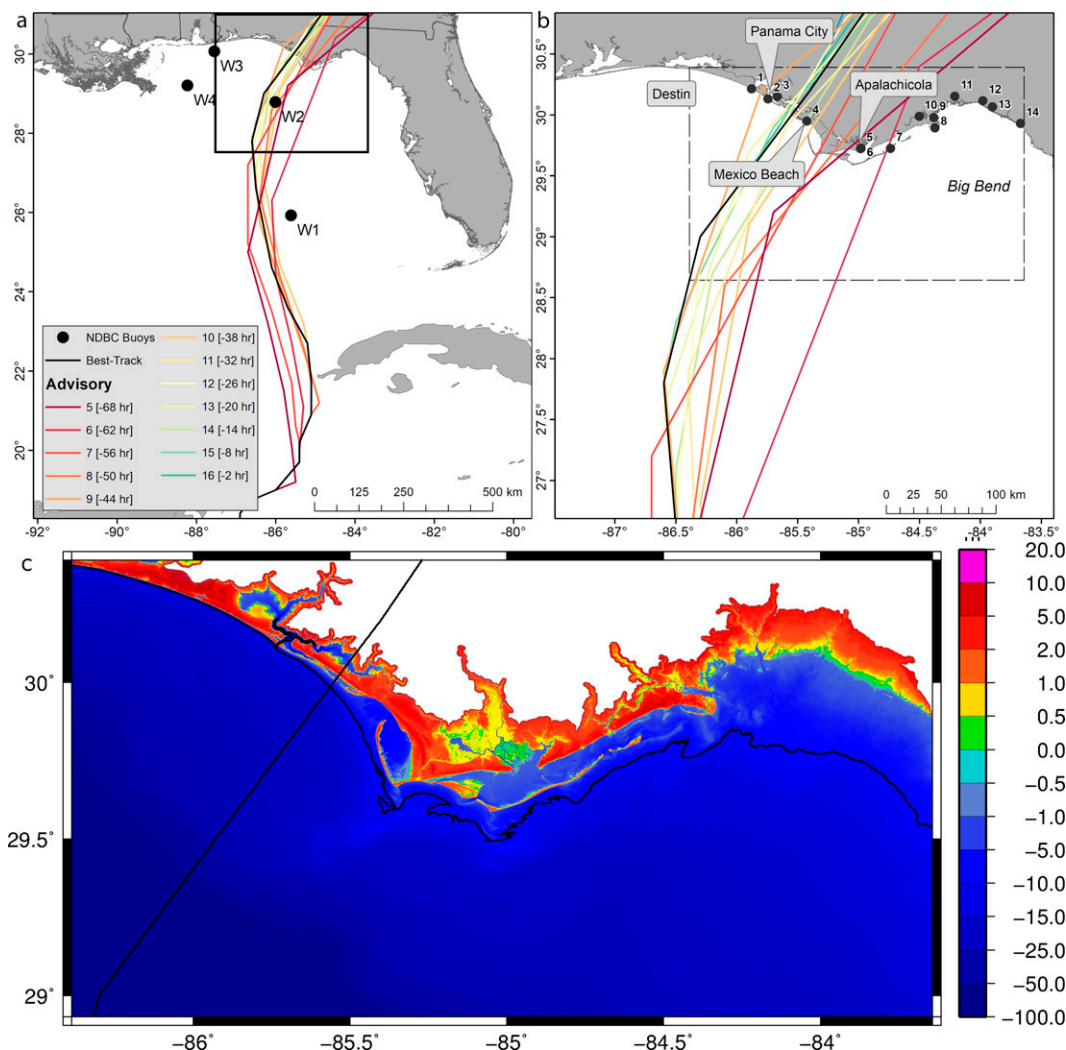 a
30°
28°
26°
24°
22°
20°
W3
W4
W2
W1
NDBC Buoys
Best-Track
Advisory
5 [-68 hr]
6 [-62 hr]
7 [-56 hr]
8 [-50 hr]
9 [-44 hr]
10 [-38 hr]
11 [-32 hr]
12 [-26 hr]
13 [-20 hr]
14 [-14 hr]
15 [-8 hr]
16 [-2 hr]
0 125 250 500 km
-92 -90° -88° -86° -84° -82° -80°
b
30.5°
30°
29.5°
29°
28.5°
28°
27.5°
27°
Panama City
Destin
1 2 3
4
Apalachicola
5
6
7
10 9
8
11
12
13
14
Mexico Beach
Big Bend
0 25 50 100 km
-87° -86.5° -86° -85.5° -85° -84.5° -84° -83.5°
c
30°
29.5°
29°
−86° −85.5° −85° −84.5° −84°
20.0
10.0
5.0
2.0
1.0
0.5
0.0
−0.5
−1.0
−5.0
−10.0
−15.0
−25.0
−50.0
−100.0